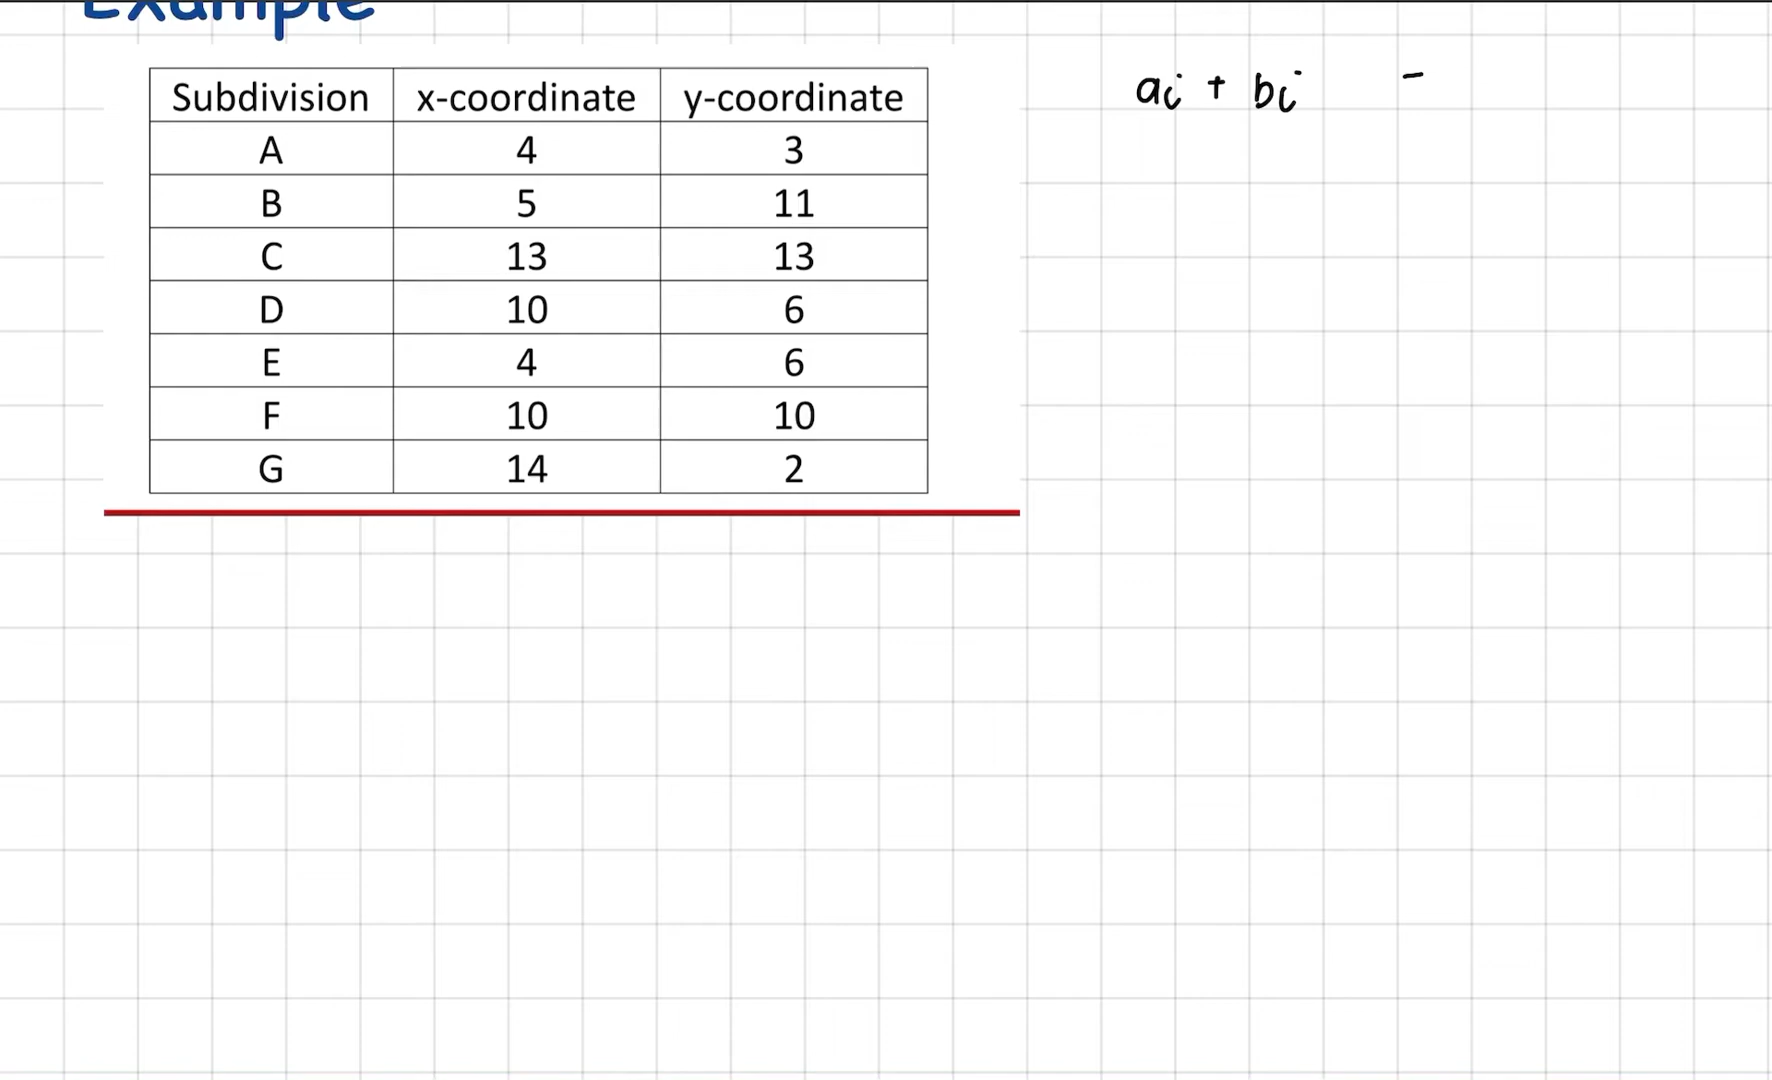 Example
Subdivision x-coordinate y-coordinate
A 4 3
B 5 11
C 13 13
D 10 6
E 4 6
F 10 10
G 14 2
ai + bi -